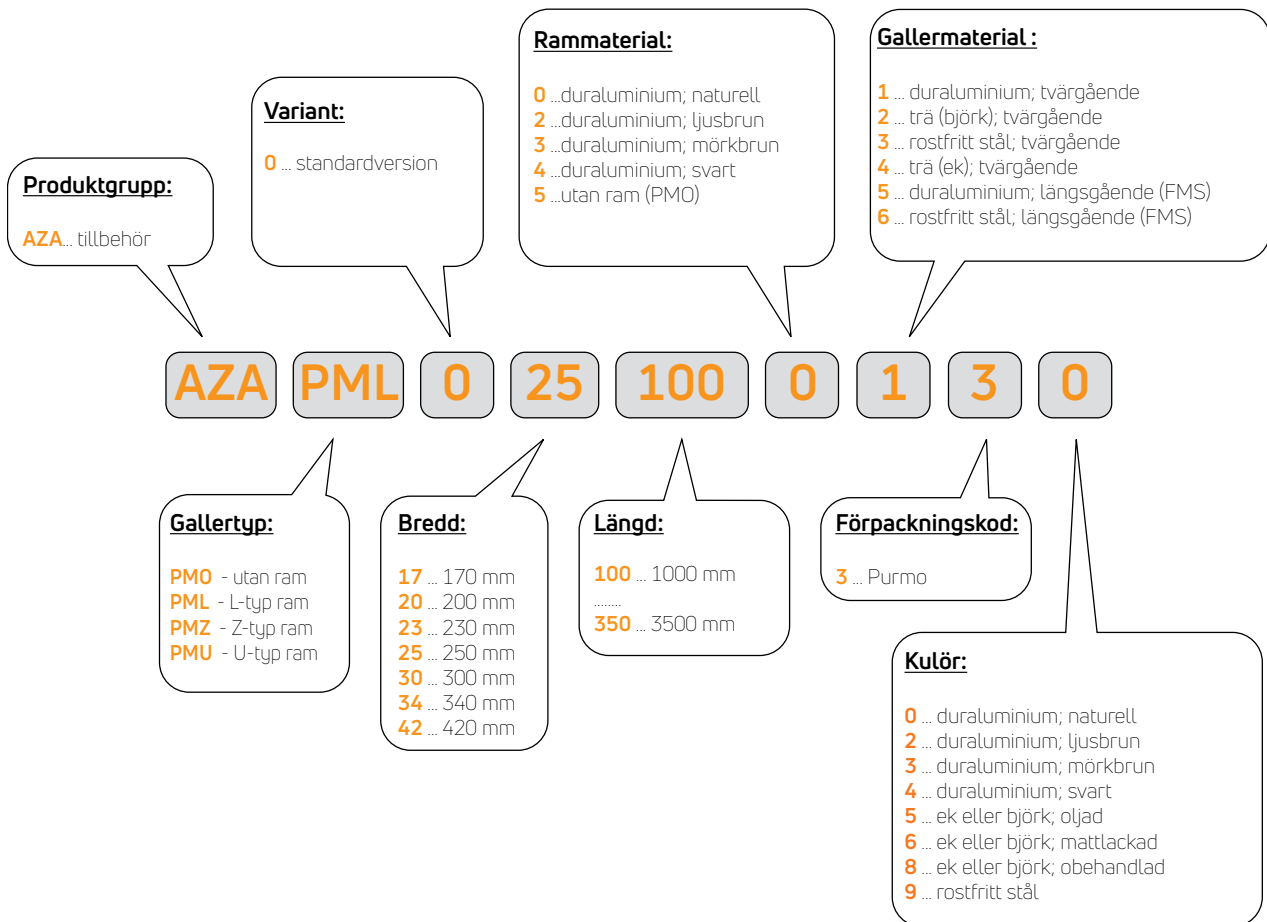 Produktgrupp:
AZA... tillbehör
Variant:
0 ... standardversion
Rammaterial:
0 ...duraluminium; naturell
2 ...duraluminium; ljusbrun
3 ...duraluminium; mörkbrun
4 ...duraluminium; svart
5 ...utan ram (PMO)
Gallermaterial :
1 ... duraluminium; tvärgående
2 ... trä (björk); tvärgående
3 ... rostfritt stål; tvärgående
4 ... trä (ek); tvärgående
5 ... duraluminium; längsgående (FMS)
6 ... rostfritt stål; längsgående (FMS)
AZA PML 0 25 100 0 1 3 0
Gallertyp:
PMO - utan ram
PML - L-typ ram
PMZ - Z-typ ram
PMU - U-typ ram
Bredd:
17 ... 170 mm
20 ... 200 mm
23 ... 230 mm
25 ... 250 mm
30 ... 300 mm
34 ... 340 mm
42 ... 420 mm
Längd:
100 ... 1000 mm
........
350 ... 3500 mm
Förpackningskod:
3 ... Purmo
Kulör:
0 ... duraluminium; naturell
2 ... duraluminium; ljusbrun
3 ... duraluminium; mörkbrun
4 ... duraluminium; svart
5 ... ek eller björk; oljad
6 ... ek eller björk; mattlackad
8 ... ek eller björk; obehandlad
9 ... rostfritt stål